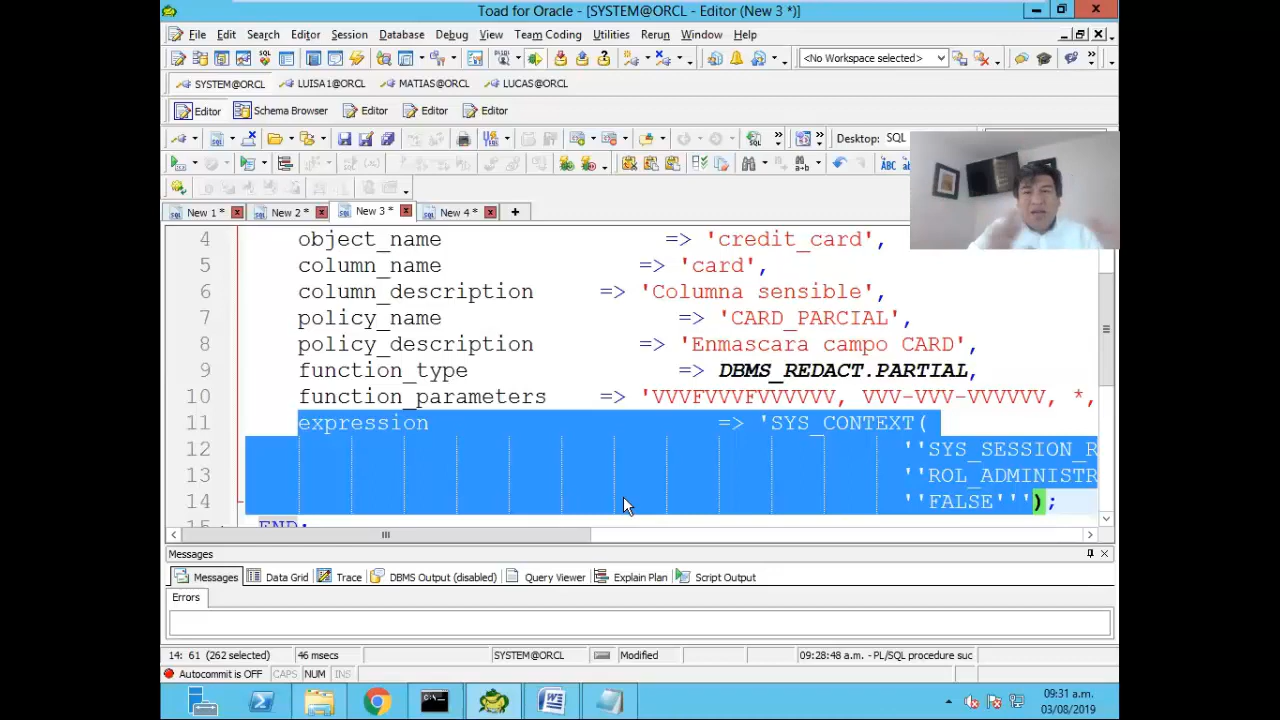 Toad for Oracle - [SYSTEM@ORCL - Editor (New 3 *)]
File Edit Search Editor Session Database Debug View Team Coding Utilities Rerun Window Help
<No Workspace selected>
SYSTEM@ORCL LUISA1@ORCL MATIAS@ORCL LUCAS@ORCL
Editor Schema Browser Editor Editor Editor
Desktop: SQL
New 1 * New 2 * New 3 * New 4 *
4 object_name => 'credit_card',
5 column_name => 'card',
6 column_description => 'Columna sensible',
7 policy_name => 'CARD_PARCIAL',
8 policy_description => 'Enmascara campo CARD',
9 function_type => DBMS_REDACT.PARTIAL,
10 function_parameters => 'VVVFVVVFVVVVVV, VVV-VVV-VVVVVV, *,
11 expression => 'SYS_CONTEXT(
12 ''SYS_SESSION_R
13 ''ROL_ADMINISTR
14 ''FALSE''');
15 END;
Messages
Messages Data Grid Trace DBMS Output (disabled) Query Viewer Explain Plan Script Output
Errors
14: 61 (262 selected) 46 msecs SYSTEM@ORCL Modified 09:28:48 a.m. - PL/SQL procedure suc
Autocommit is OFF CAPS NUM INS
09:31 a.m.
03/08/2019